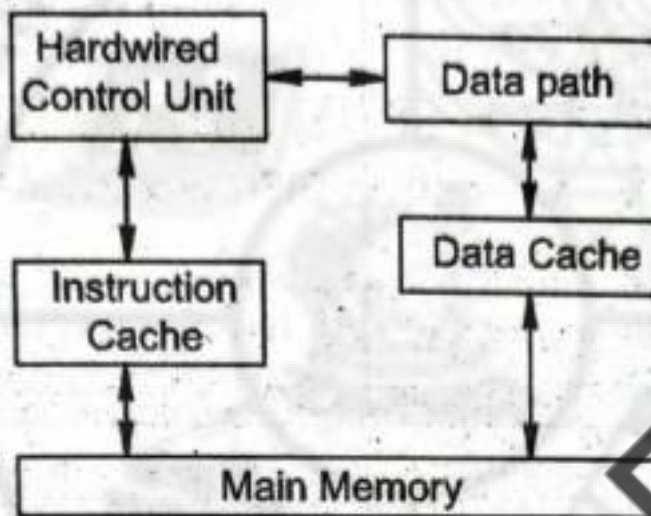 Hardwired
Control Unit
Data path
Data Cache
Instruction
Cache
Main Memory